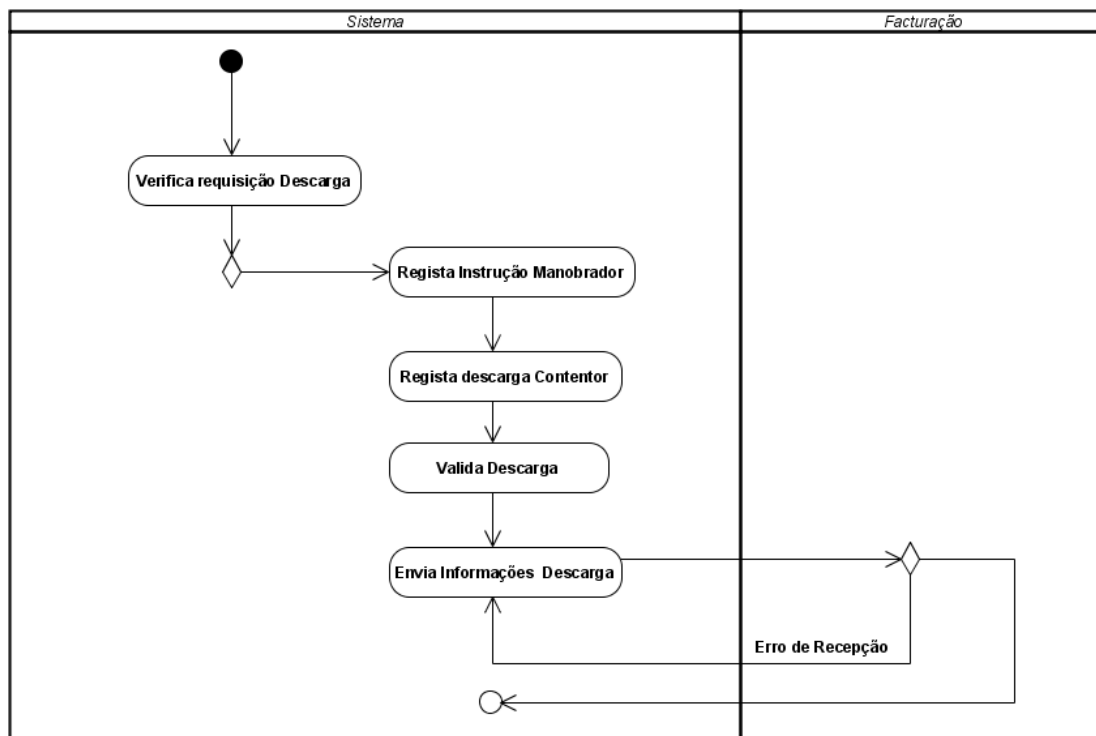 Sistema
Facturação
Verifica requisição Descarga
Regista Instrução Manobrador
Regista descarga Contentor
Valida Descarga
Envia Informações Descarga
Erro de Recepção